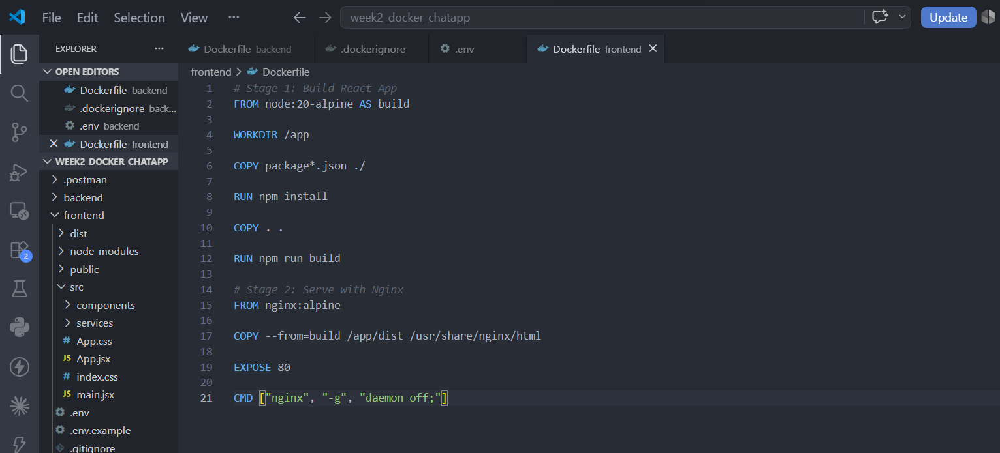 File Edit Selection View ···
week2_docker_chatapp
Update
EXPLORER ···
Dockerfile backend
.dockerignore
.env
Dockerfile frontend
OPEN EDITORS
Dockerfile backend
.dockerignore back...
.env backend
Dockerfile frontend
WEEK2_DOCKER_CHATAPP
.postman
backend
frontend
dist
node_modules
public
src
components
services
# App.css
JS App.jsx
# index.css
JS main.jsx
.env
.env.example
.gitignore
2
frontend > Dockerfile
1 # Stage 1: Build React App
2 FROM node:20-alpine AS build
3
4 WORKDIR /app
5
6 COPY package*.json ./
7
8 RUN npm install
9
10 COPY . .
11
12 RUN npm run build
13
14 # Stage 2: Serve with Nginx
15 FROM nginx:alpine
16
17 COPY --from=build /app/dist /usr/share/nginx/html
18
19 EXPOSE 80
20
21 CMD ["nginx", "-g", "daemon off;"]